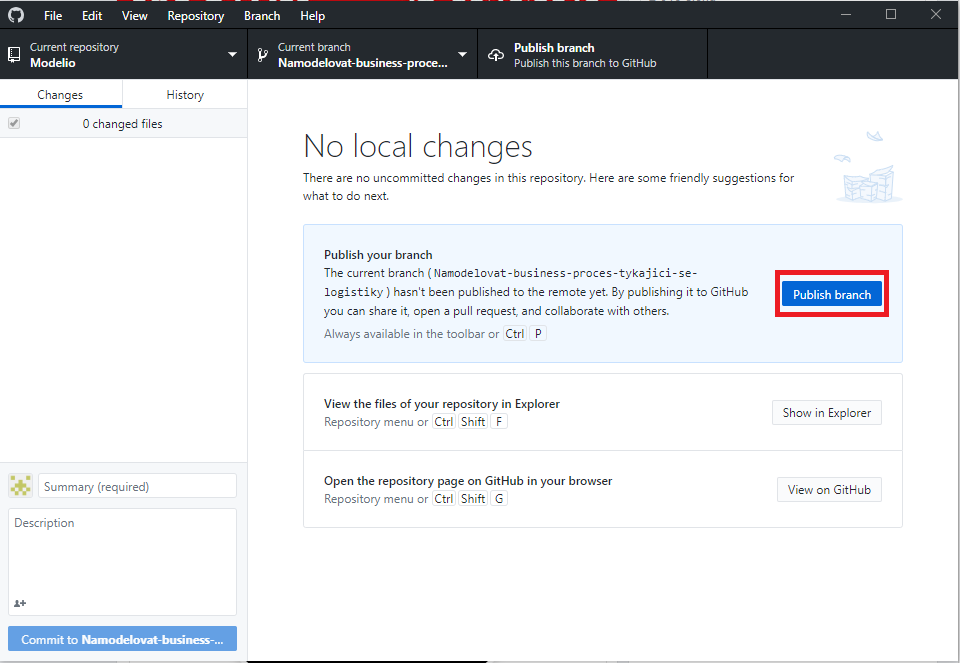 File Edit View Repository Branch Help
Current repository
Modelio
Current branch
Namodelovat-business-proce...
Publish branch
Publish this branch to GitHub
Changes
History
0 changed files
No local changes
There are no uncommitted changes in this repository. Here are some friendly suggestions for
what to do next.
Publish your branch
The current branch ( Namodelovat-business-proces-tykajici-se-
logistiky ) hasn't been published to the remote yet. By publishing it to GitHub
you can share it, open a pull request, and collaborate with others.
Always available in the toolbar or Ctrl P
Publish branch
View the files of your repository in Explorer
Repository menu or Ctrl Shift F
Show in Explorer
Open the repository page on GitHub in your browser
Repository menu or Ctrl Shift G
View on GitHub
Summary (required)
Description
Commit to Namodelovat-business-...